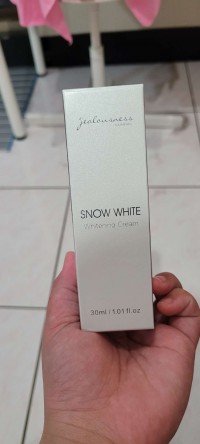 Jealousness
SNOW WHITE
Whitening Cream
30ml / 1.01 fl.oz